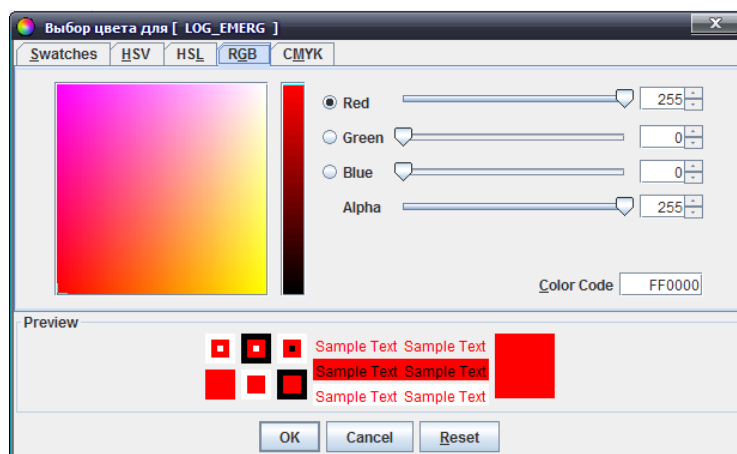 Выбор цвета для [ LOG_EMERG ]
Swatches HSV HSL RGB CMYK
Red 255
Green 0
Blue 0
Alpha 255
Color Code FF0000
Preview
Sample Text Sample Text
Sample Text Sample Text
Sample Text Sample Text
OK Cancel Reset